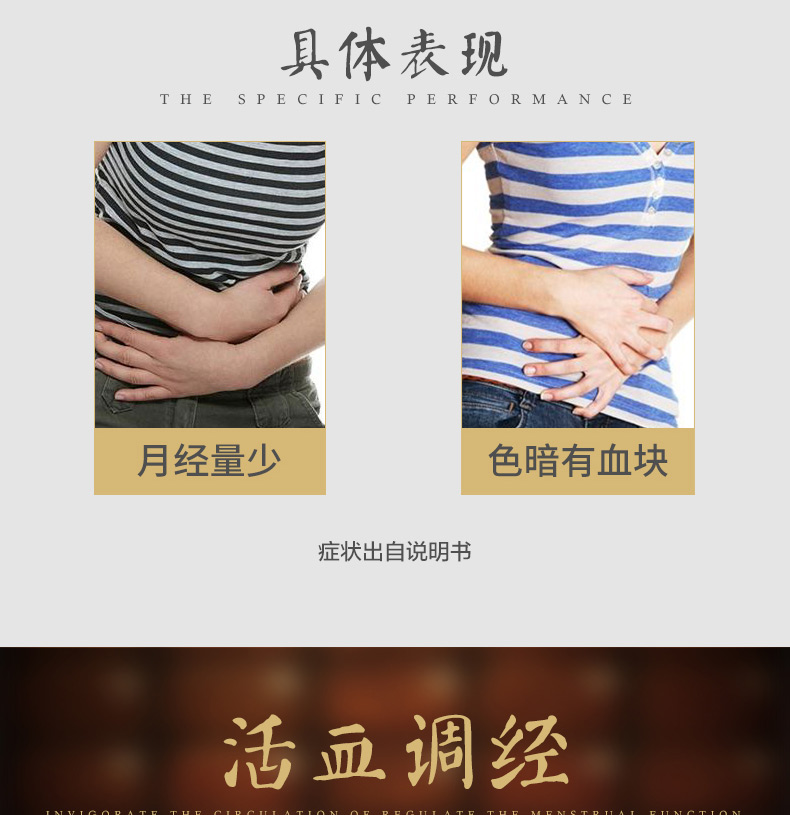 具体表现
THE SPECIFIC PERFORMANCE
月经量少
色暗有血块
症状出自说明书
活血调经
INVIGORATE THE CIRCULATION OF REGULATE THE MENSTRUAL FUNCTION